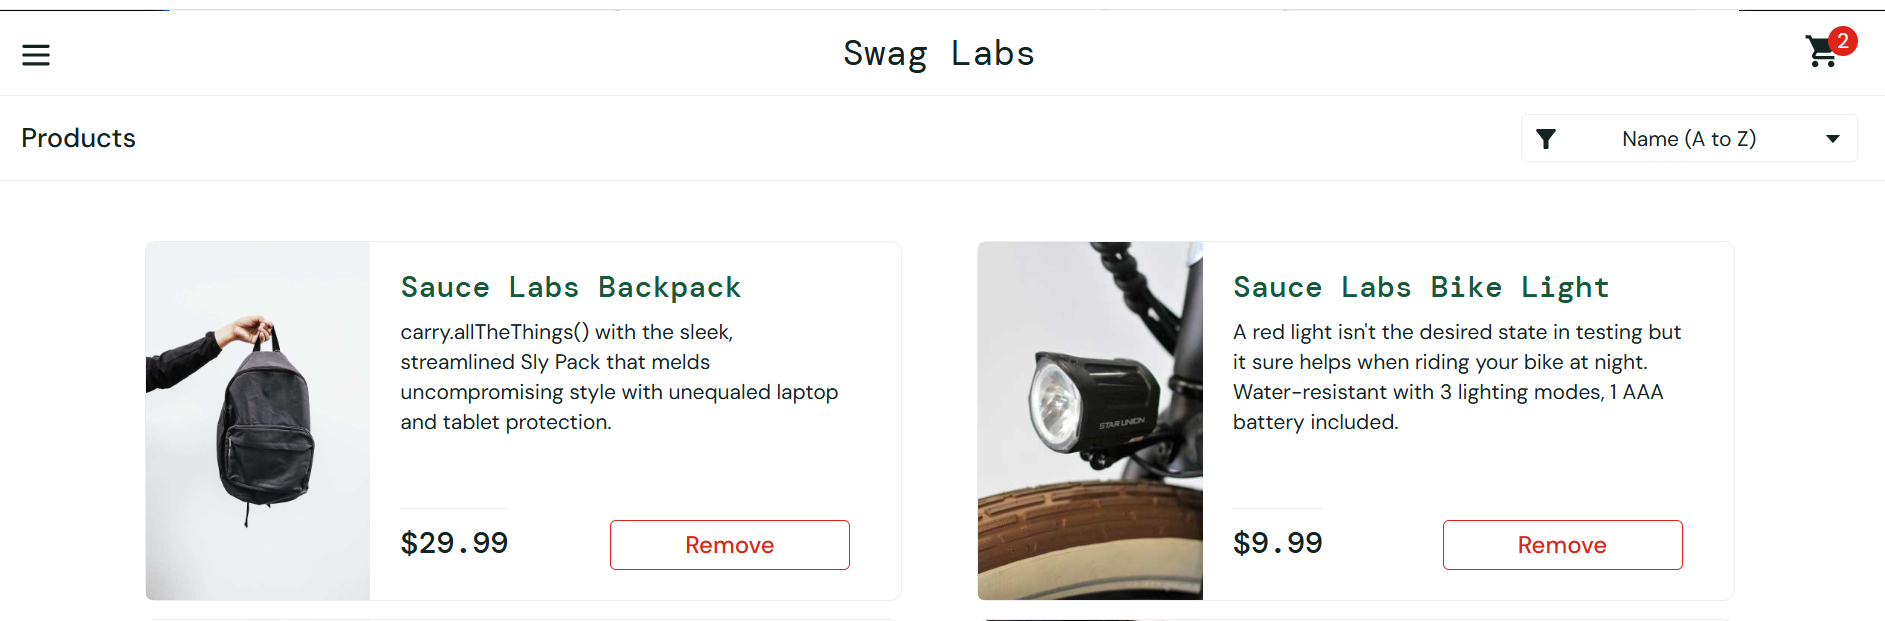 Swag Labs
2
Products
Name (A to Z)
Sauce Labs Backpack
carry.allTheThings() with the sleek,
streamlined Sly Pack that melds
uncompromising style with unequaled laptop
and tablet protection.
$29.99
Remove
Sauce Labs Bike Light
A red light isn't the desired state in testing but
it sure helps when riding your bike at night.
Water-resistant with 3 lighting modes, 1 AAA
battery included.
STAR UNION
$9.99
Remove